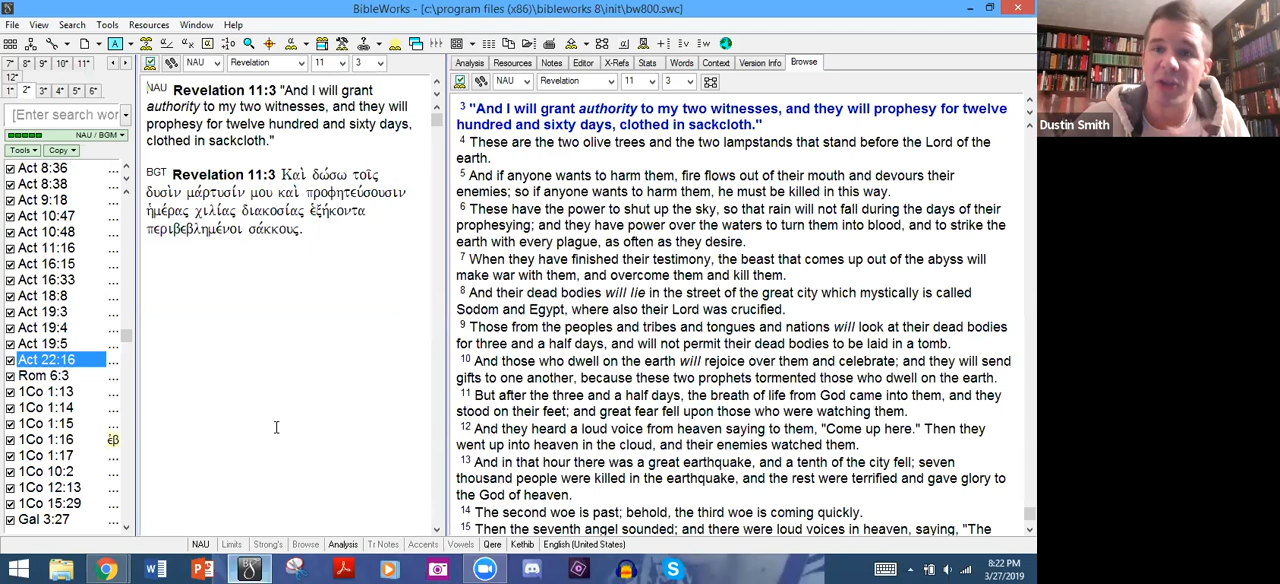 BibleWorks - [c:\program files (x86)\bibleworks 8\init\bw800.swc]
File View Search Tools Resources Window Help
7° 8° 9° 10° 11°
12°
1° 2° 3° 4° 5° 6°
[Enter search wor
NAU / BGM
Tools Copy
Act 8:36 ...
Act 8:38 ...
Act 9:18 ...
Act 10:47 ...
Act 10:48 ...
Act 11:16 ...
Act 16:15 ...
Act 16:33 ...
Act 18:8 ...
Act 19:3 ...
Act 19:4 ...
Act 19:5 ...
Act 22:16 ...
Rom 6:3 ...
1Co 1:13 ...
1Co 1:14 ...
1Co 1:15 ...
1Co 1:16 ἐβ
1Co 1:17 ...
1Co 10:2 ...
1Co 12:13 ...
1Co 15:29 ...
Gal 3:27 ...
NAU Revelation 11 3
NAU Revelation 11:3 "And I will grant
authority to my two witnesses, and they will
prophesy for twelve hundred and sixty days,
clothed in sackcloth."
BGT Revelation 11:3 Καὶ δώσω τοῖς
δυσὶν μάρτυσίν μου καὶ προφητεύσουσιν
ἡμέρας χιλίας διακοσίας ἑξήκοντα
περιβεβλημένοι σάκκους.
Analysis Resources Notes Editor X-Refs Stats Words Context Version Info Browse
NAU Revelation 11 3
3 "And I will grant authority to my two witnesses, and they will prophesy for twelve
hundred and sixty days, clothed in sackcloth."
4 These are the two olive trees and the two lampstands that stand before the Lord of the
earth.
5 And if anyone wants to harm them, fire flows out of their mouth and devours their
enemies; so if anyone wants to harm them, he must be killed in this way.
6 These have the power to shut up the sky, so that rain will not fall during the days of their
prophesying; and they have power over the waters to turn them into blood, and to strike the
earth with every plague, as often as they desire.
7 When they have finished their testimony, the beast that comes up out of the abyss will
make war with them, and overcome them and kill them.
8 And their dead bodies will lie in the street of the great city which mystically is called
Sodom and Egypt, where also their Lord was crucified.
9 Those from the peoples and tribes and tongues and nations will look at their dead bodies
for three and a half days, and will not permit their dead bodies to be laid in a tomb.
10 And those who dwell on the earth will rejoice over them and celebrate; and they will send
gifts to one another, because these two prophets tormented those who dwell on the earth.
11 But after the three and a half days, the breath of life from God came into them, and they
stood on their feet; and great fear fell upon those who were watching them.
12 And they heard a loud voice from heaven saying to them, "Come up here." Then they
went up into heaven in the cloud, and their enemies watched them.
13 And in that hour there was a great earthquake, and a tenth of the city fell; seven
thousand people were killed in the earthquake, and the rest were terrified and gave glory to
the God of heaven.
14 The second woe is past; behold, the third woe is coming quickly.
15 Then the seventh angel sounded; and there were loud voices in heaven, saying, "The
NAU Limits Strong's Browse Analysis Tr Notes Accents Vowels Qere Kethib English (United States)
Dustin Smith
8:22 PM
3/27/2019